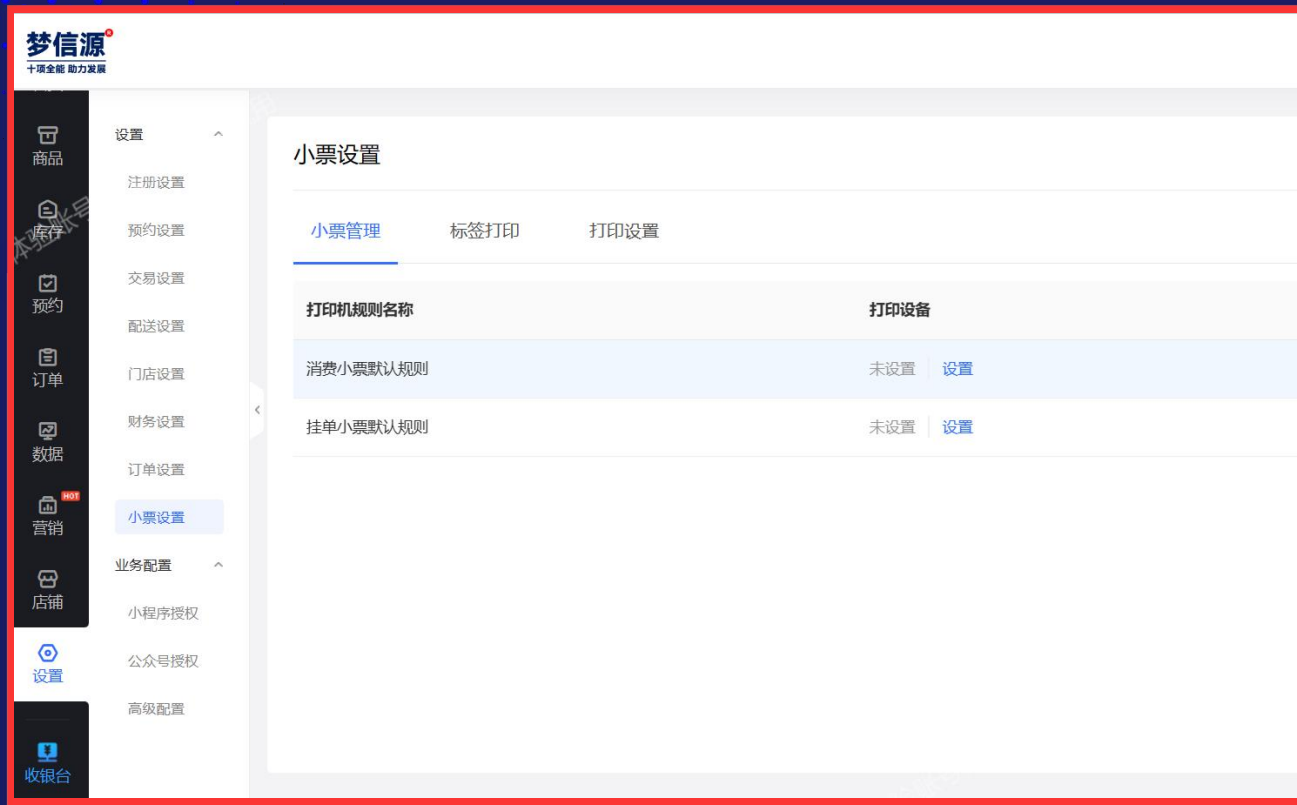 梦信源
十项全能 助力发展
商品
库存
预约
订单
数据
HOT
营销
店铺
设置
收银台
设置
注册设置
预约设置
交易设置
配送设置
门店设置
财务设置
订单设置
小票设置
业务配置
小程序授权
公众号授权
高级配置
小票设置
小票管理 标签打印 打印设置
打印机规则名称 打印设备
消费小票默认规则 未设置 设置
挂单小票默认规则 未设置 设置
体验账号